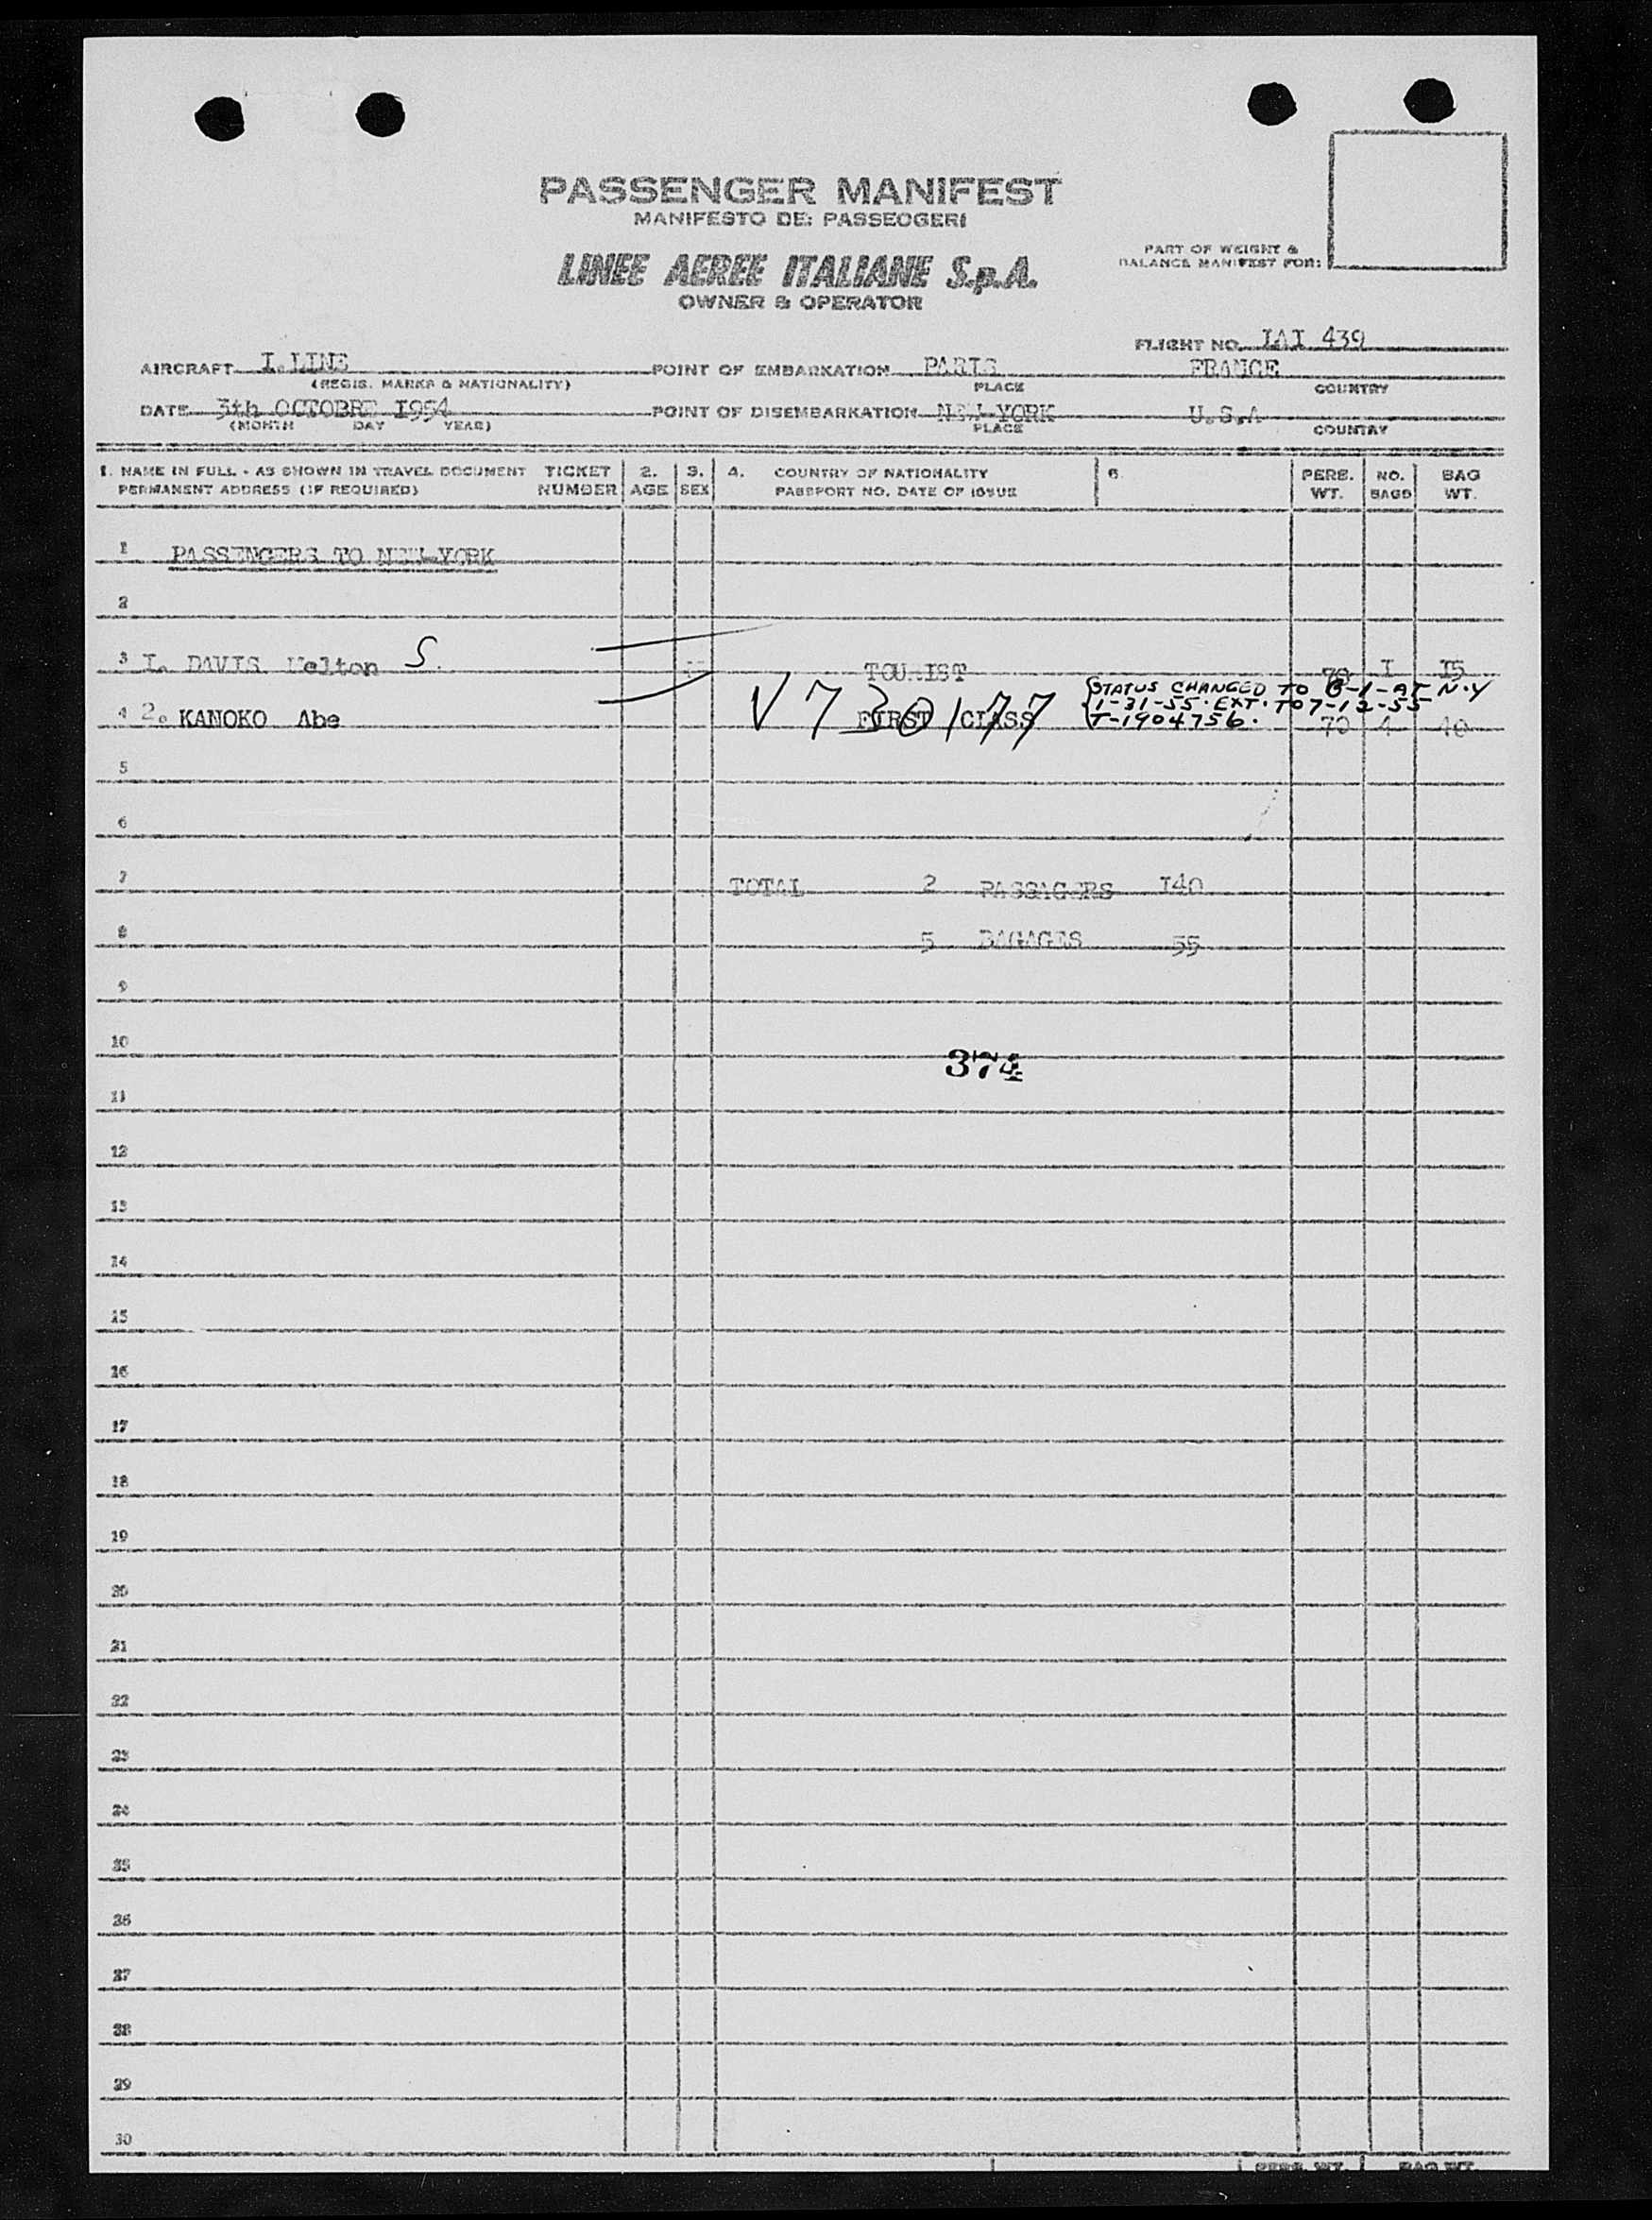 PASSENGER MANIFEST
MANIFESTO DEI PASSEGGERI
LINEE AEREE ITALIANE S.p.A.
OWNER & OPERATOR
PART OF WEIGHT &
BALANCE MANIFEST FOR:
FLIGHT NO. LAI 439
AIRCRAFT I.LINE POINT OF EMBARKATION PARIS FRANCE
(REGIS. MARKS & NATIONALITY) PLACE COUNTRY
DATE 3th OCTOBRE 1954 POINT OF DISEMBARKATION NEW-YORK U.S.A
(MONTH DAY YEAR) PLACE COUNTRY
1. NAME IN FULL - AS SHOWN IN TRAVEL DOCUMENT TICKET 2. 3. 4. COUNTRY OF NATIONALITY PERS. NO. BAG
PERMANENT ADDRESS (IF REQUIRED) NUMBER AGE SEX PASSPORT NO. DATE OF ISSUE WT. BAGS WT.
1 PASSENGERS TO NEW-YORK
2
3 I. DAVIS Melton S. TOURIST 70 I I5
STATUS CHANGED TO B-1-AT N.Y
1-31-55. EXT. TO 7-12-55
T-1904756.
4 2. KANOKO Abe V730177 FIRST CLASS 70 4 40
5
6
7 TOTAL 2 PASSAGERS I40
8 5 BAGAGES 55
9
10
374
11
12
13
14
15
16
17
18
19
20
21
22
23
24
25
26
27
28
29
30
PERS. WT. BAG WT.